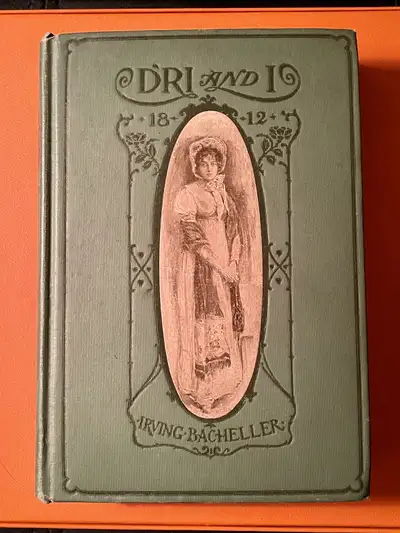 D'RI AND I
• 18 - 12 •
• IRVING • BACHELLER •